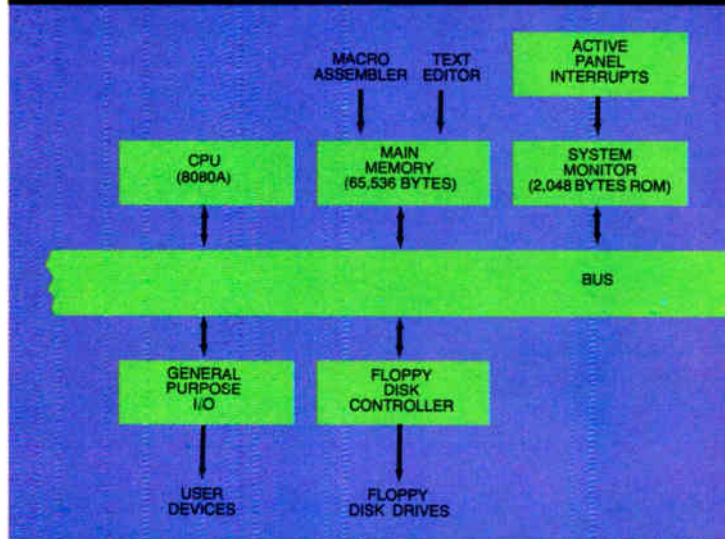 MACRO
ASSEMBLER
TEXT
EDITOR
ACTIVE
PANEL
INTERRUPTS
CPU
(8080A)
MAIN
MEMORY
(65,536 BYTES)
SYSTEM
MONITOR
(2,048 BYTES ROM)
BUS
GENERAL
PURPOSE
I/O
FLOPPY
DISK
CONTROLLER
USER
DEVICES
FLOPPY
DISK DRIVES